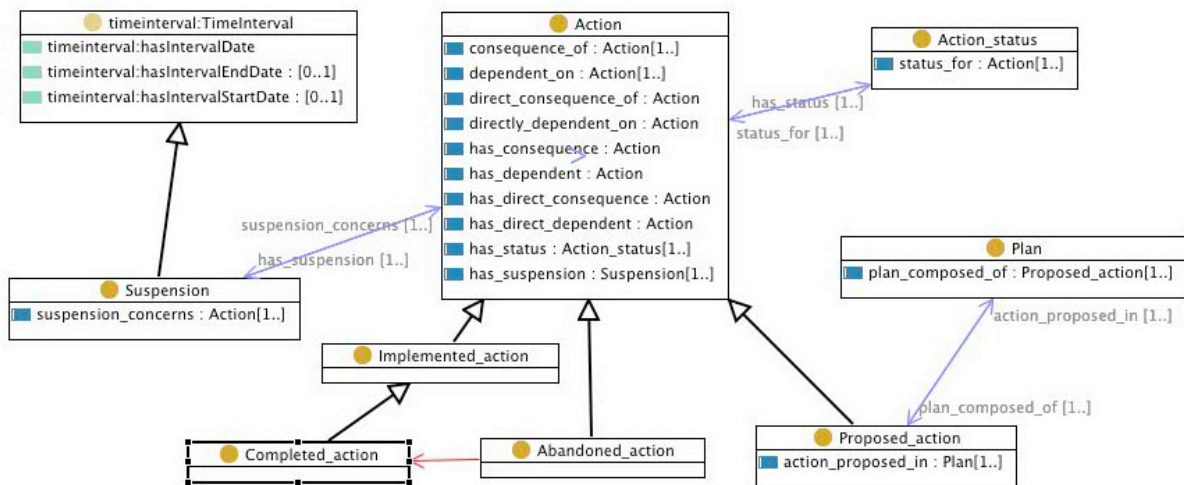 timeinterval:TimeInterval
timeinterval:hasIntervalDate
timeinterval:hasIntervalEndDate : [0..1]
timeinterval:hasIntervalStartDate : [0..1]
Action
consequence_of : Action[1..]
dependent_on : Action[1..]
direct_consequence_of : Action
directly_dependent_on : Action
has_consequence : Action
has_dependent : Action
has_direct_consequence : Action
has_direct_dependent : Action
has_status : Action_status[1..]
has_suspension : Suspension[1..]
Action_status
status_for : Action[1..]
has_status [1..]
status_for [1..]
suspension_concerns [1..]
has_suspension [1..]
Suspension
suspension_concerns : Action[1..]
Plan
plan_composed_of : Proposed_action[1..]
action_proposed_in [1..]
plan_composed_of [1..]
Implemented_action
Completed_action
Abandoned_action
Proposed_action
action_proposed_in : Plan[1..]